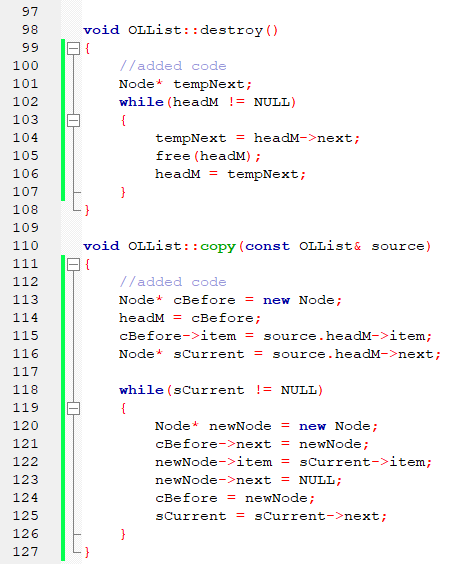 97
98 void OLList::destroy()
99 {
100 //added code
101 Node* tempNext;
102 while(headM != NULL)
103 {
104 tempNext = headM->next;
105 free(headM);
106 headM = tempNext;
107 }
108 }
109
110 void OLList::copy(const OLList& source)
111 {
112 //added code
113 Node* cBefore = new Node;
114 headM = cBefore;
115 cBefore->item = source.headM->item;
116 Node* sCurrent = source.headM->next;
117
118 while(sCurrent != NULL)
119 {
120 Node* newNode = new Node;
121 cBefore->next = newNode;
122 newNode->item = sCurrent->item;
123 newNode->next = NULL;
124 cBefore = newNode;
125 sCurrent = sCurrent->next;
126 }
127 }